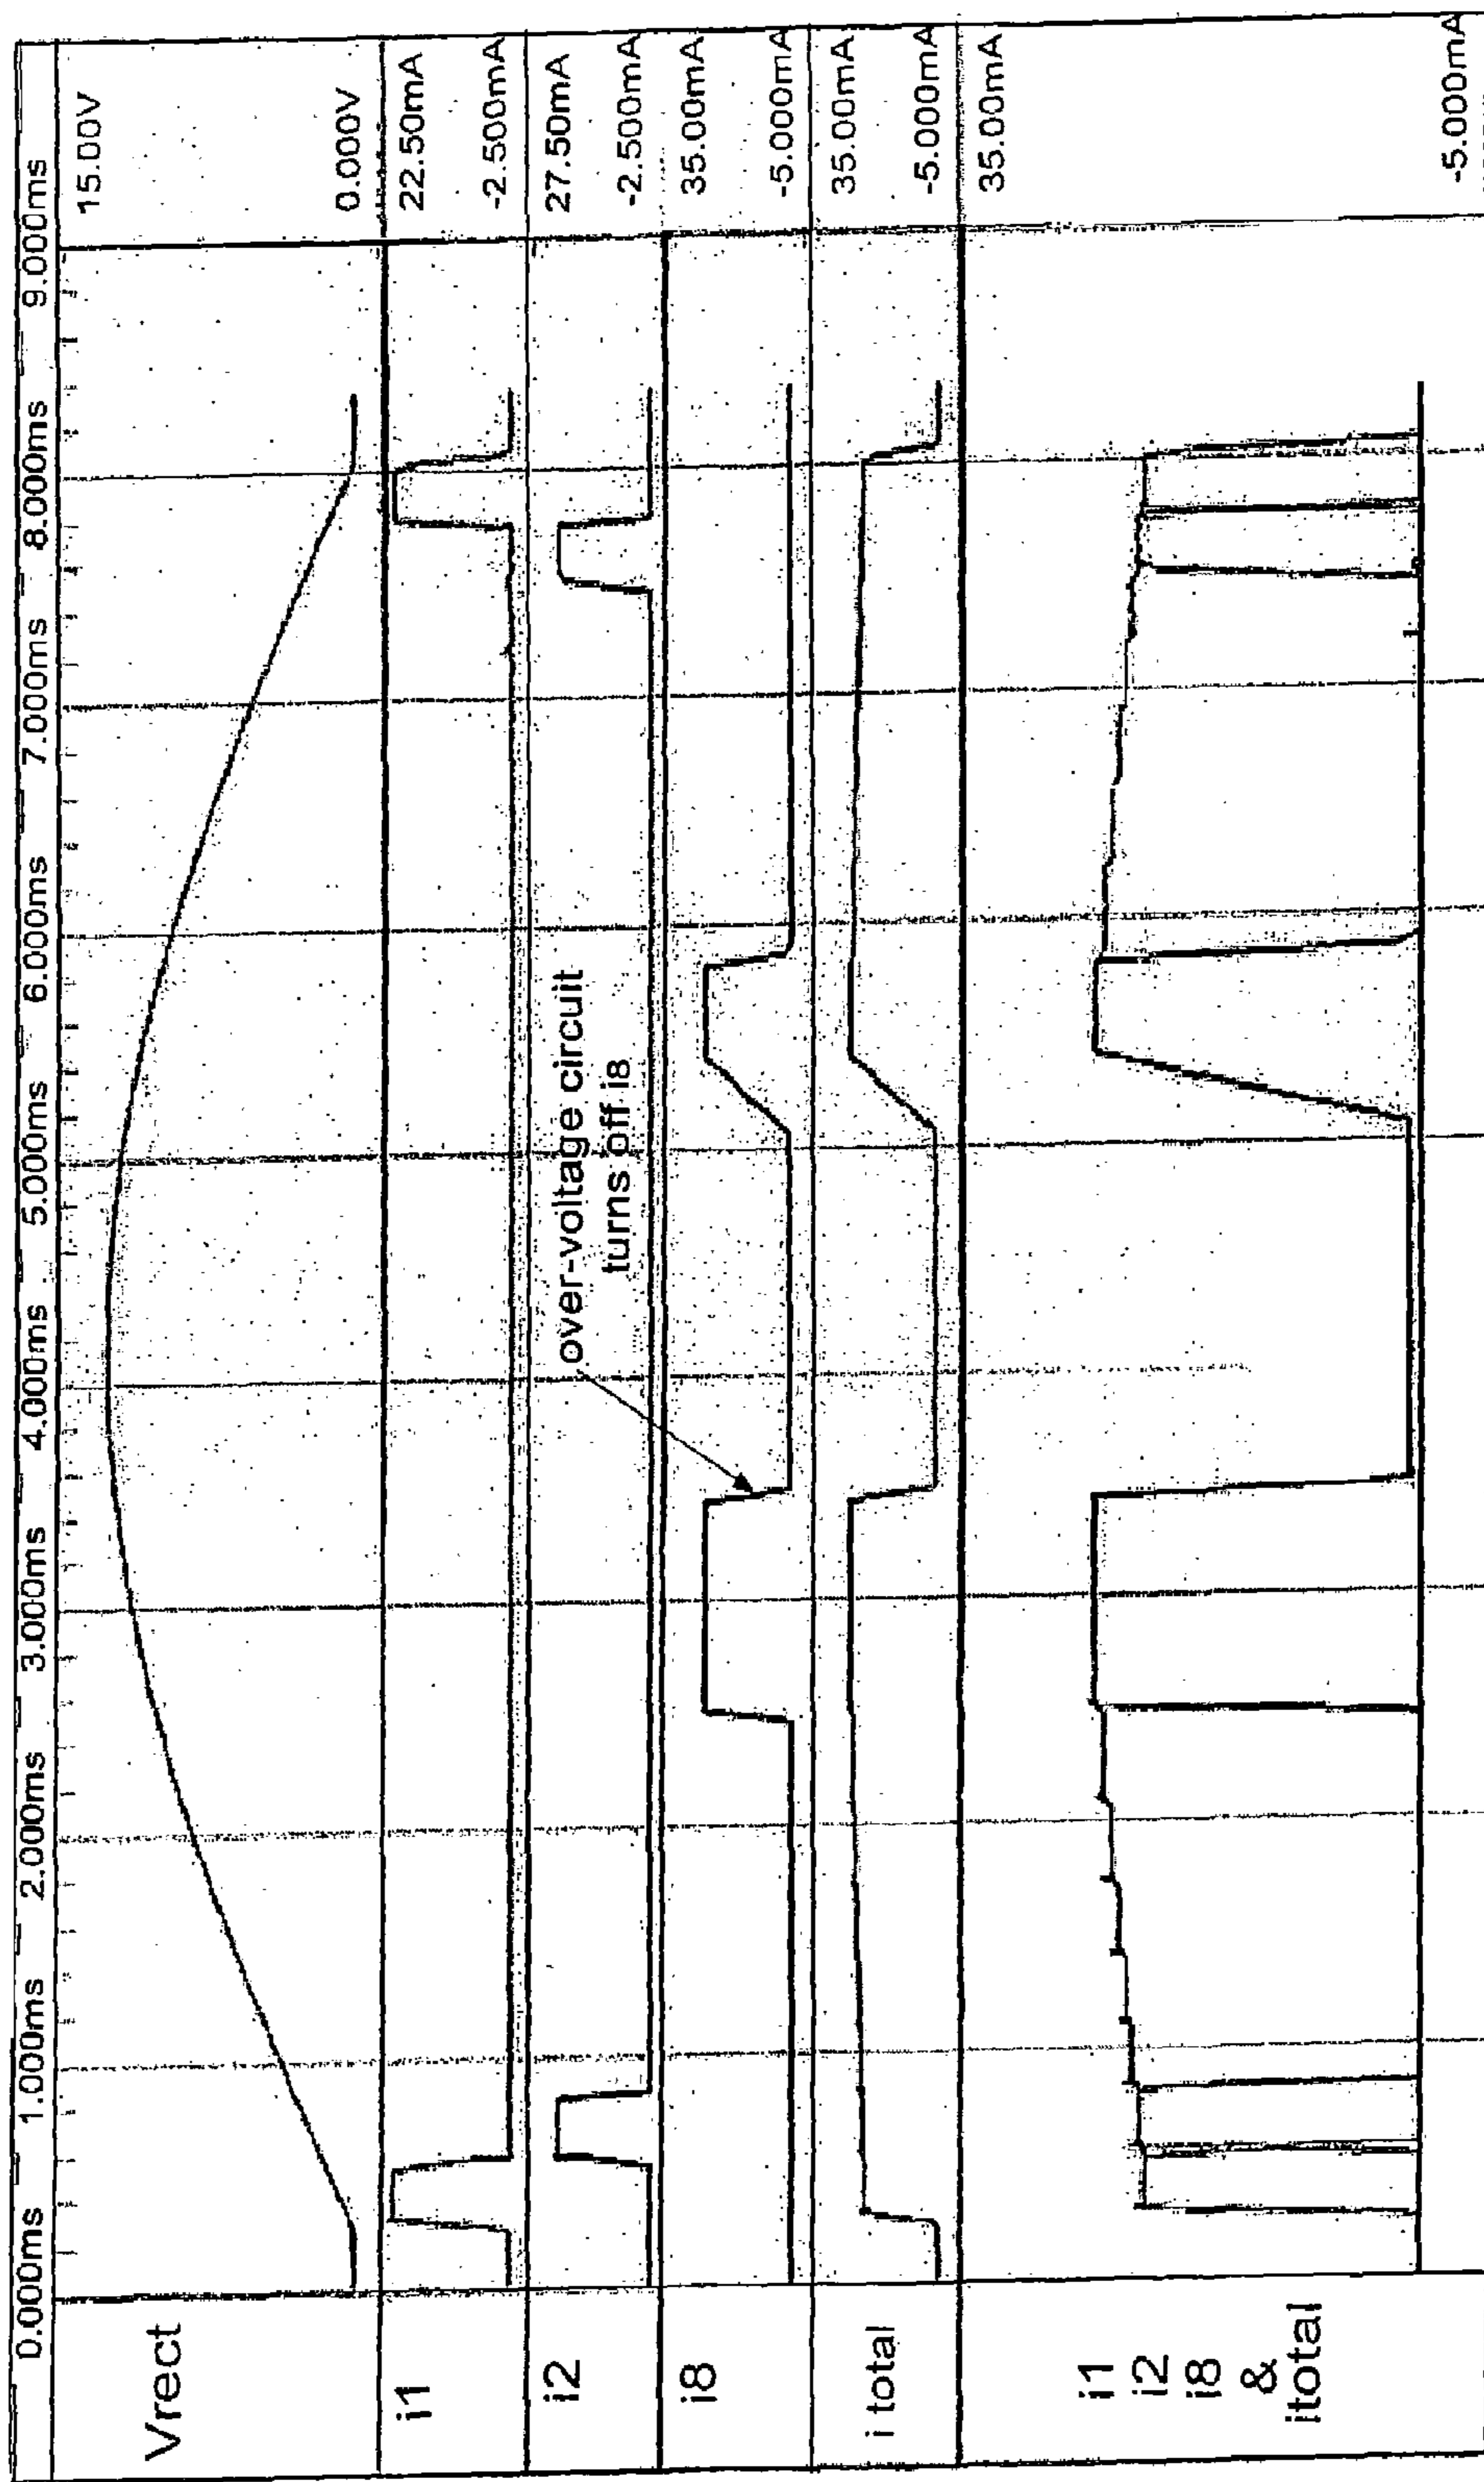 0.000ms 1.000ms 2.000ms 3.000ms 4.000ms 5.000ms 6.000ms 7.000ms 8.000ms 9.000ms
Vrect
15.00V
0.000V
i1
22.50mA
-2.500mA
i2
27.50mA
-2.500mA
over-voltage circuit
turns off i8
i8
35.00mA
-5.000mA
i total
35.00mA
-5.000mA
i1
i2
i8
&
itotal
35.00mA
-5.000mA